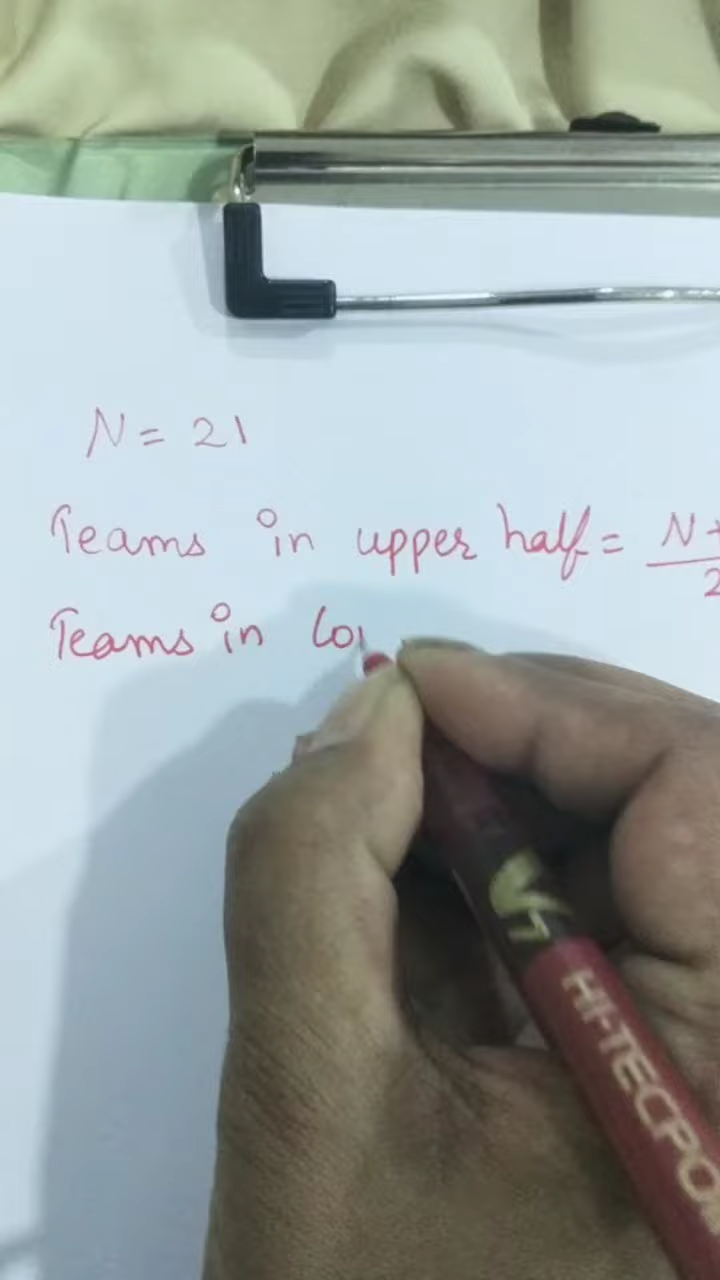 N = 21
Teams in upper half = N+
2
Teams in lo
HI-TECPO